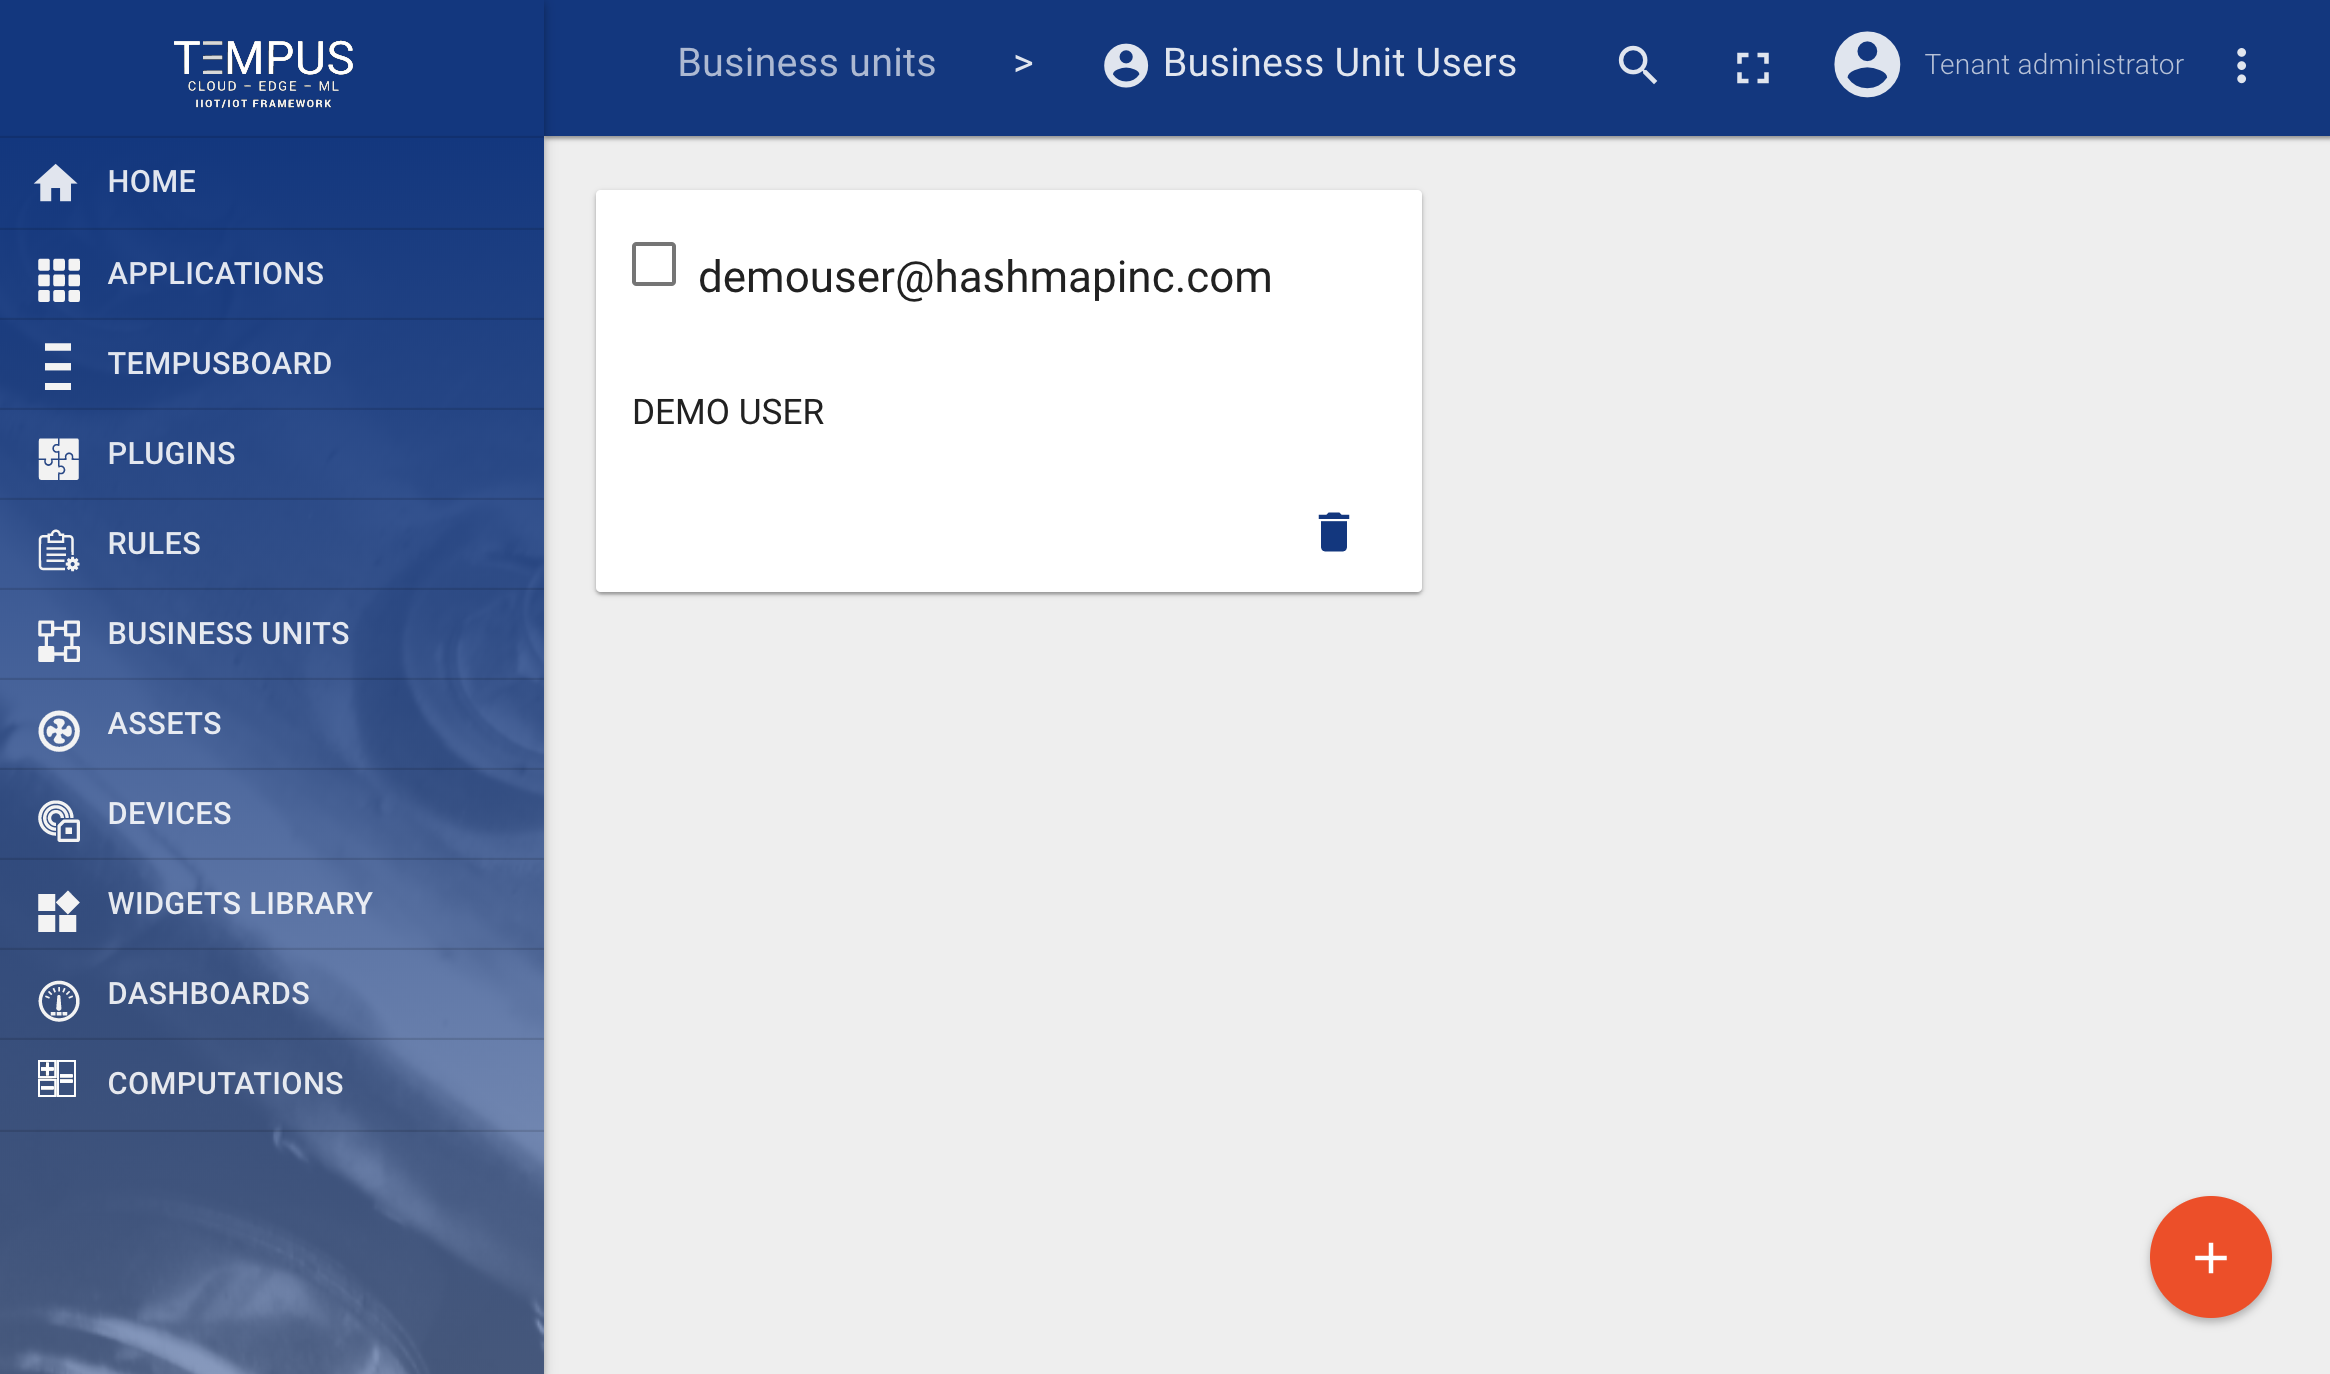 TEMPUS
CLOUD – EDGE – ML
IIOT/IOT FRAMEWORK
Business units > Business Unit Users
Tenant administrator
HOME
APPLICATIONS
TEMPUSBOARD
PLUGINS
RULES
BUSINESS UNITS
ASSETS
DEVICES
WIDGETS LIBRARY
DASHBOARDS
COMPUTATIONS
demouser@hashmapinc.com
DEMO USER